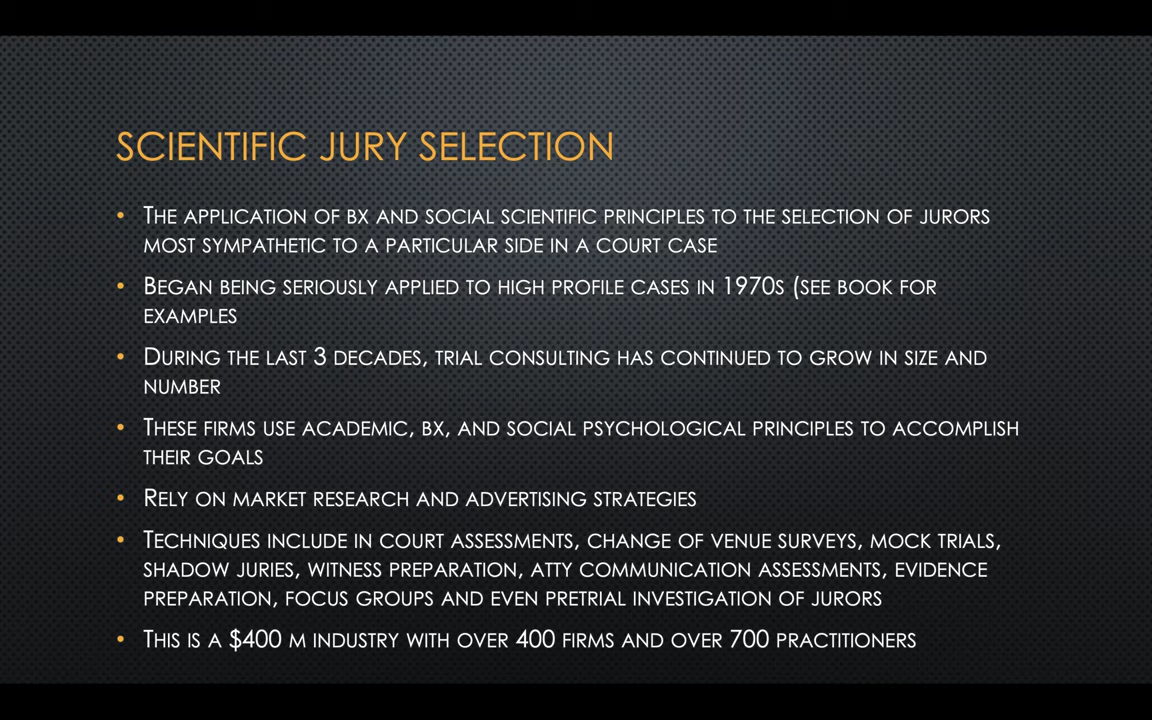 SCIENTIFIC JURY SELECTION
• THE APPLICATION OF BX AND SOCIAL SCIENTIFIC PRINCIPLES TO THE SELECTION OF JURORS
MOST SYMPATHETIC TO A PARTICULAR SIDE IN A COURT CASE
• BEGAN BEING SERIOUSLY APPLIED TO HIGH PROFILE CASES IN 1970S (SEE BOOK FOR
EXAMPLES
• DURING THE LAST 3 DECADES, TRIAL CONSULTING HAS CONTINUED TO GROW IN SIZE AND
NUMBER
• THESE FIRMS USE ACADEMIC, BX, AND SOCIAL PSYCHOLOGICAL PRINCIPLES TO ACCOMPLISH
THEIR GOALS
• RELY ON MARKET RESEARCH AND ADVERTISING STRATEGIES
• TECHNIQUES INCLUDE IN COURT ASSESSMENTS, CHANGE OF VENUE SURVEYS, MOCK TRIALS,
SHADOW JURIES, WITNESS PREPARATION, ATTY COMMUNICATION ASSESSMENTS, EVIDENCE
PREPARATION, FOCUS GROUPS AND EVEN PRETRIAL INVESTIGATION OF JURORS
• THIS IS A $400 M INDUSTRY WITH OVER 400 FIRMS AND OVER 700 PRACTITIONERS